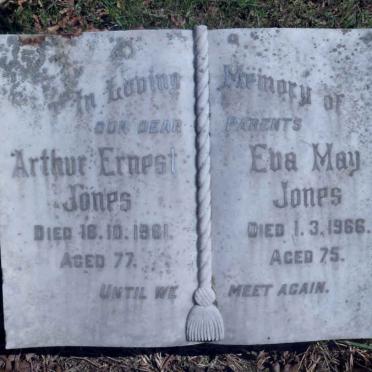 In Loving Memory of
OUR DEAR PARENTS
Arthur Ernest
Jones
DIED 18.10.1961.
AGED 77.
Eva May
Jones
DIED 1.3.1966.
AGED 75.
UNTIL WE MEET AGAIN.